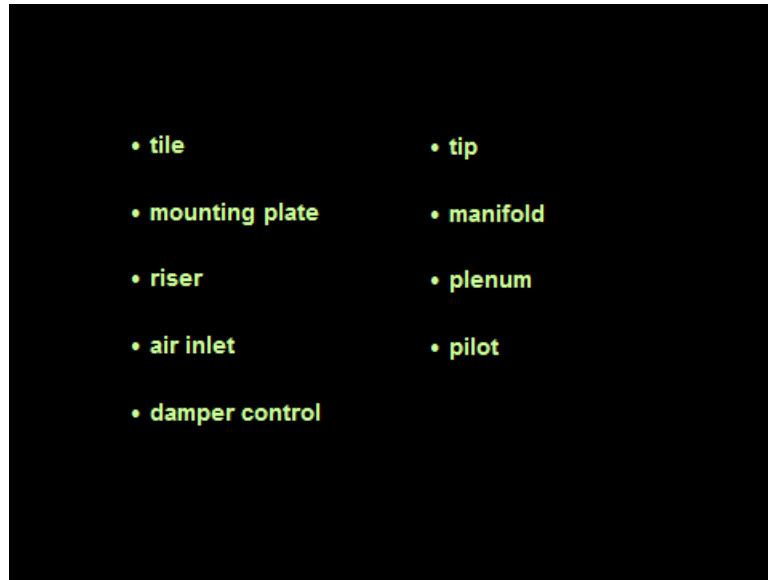 • tile
• mounting plate
• riser
• air inlet
• damper control
• tip
• manifold
• plenum
• pilot